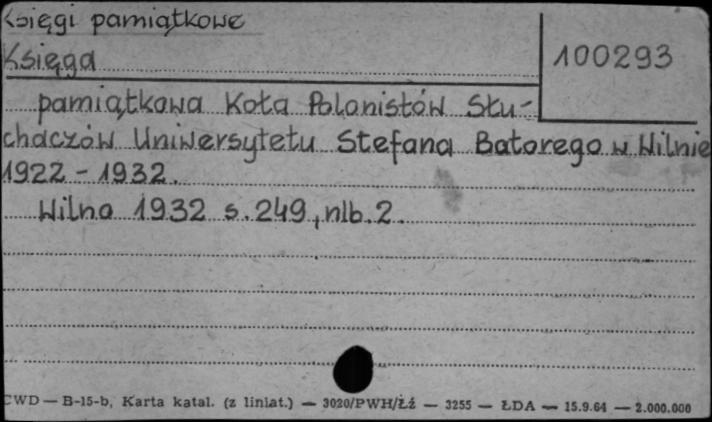 Księgi pamiątkowe
Księga
100293
pamiątkowa Koła Polonistów Słu-
chaczów Uniwersytetu Stefana Batorego w Wilnie
1922 - 1932.
Wilno 1932 s. 249, nlb. 2.
CWD — B-15-b, Karta katal. (z liniat.) — 3020/PWH/Łź — 3255 — ŁDA — 15.9.64 — 2.000.000